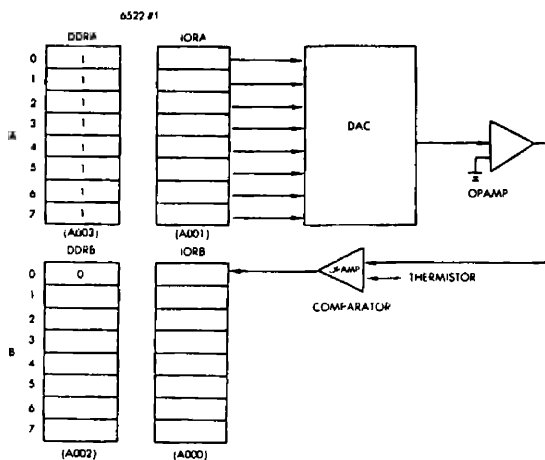 6522 #1
DDRA IORA
0 1
1 1
2 1
3 1
4 1
5 1
6 1
7 1
DAC
OPAMP
(A003) (A001)
DDRB IORB
0 0
1
2
3
4
5
6
7
B
OPAMP
THERMISTOR
COMPARATOR
(A002) (A000)